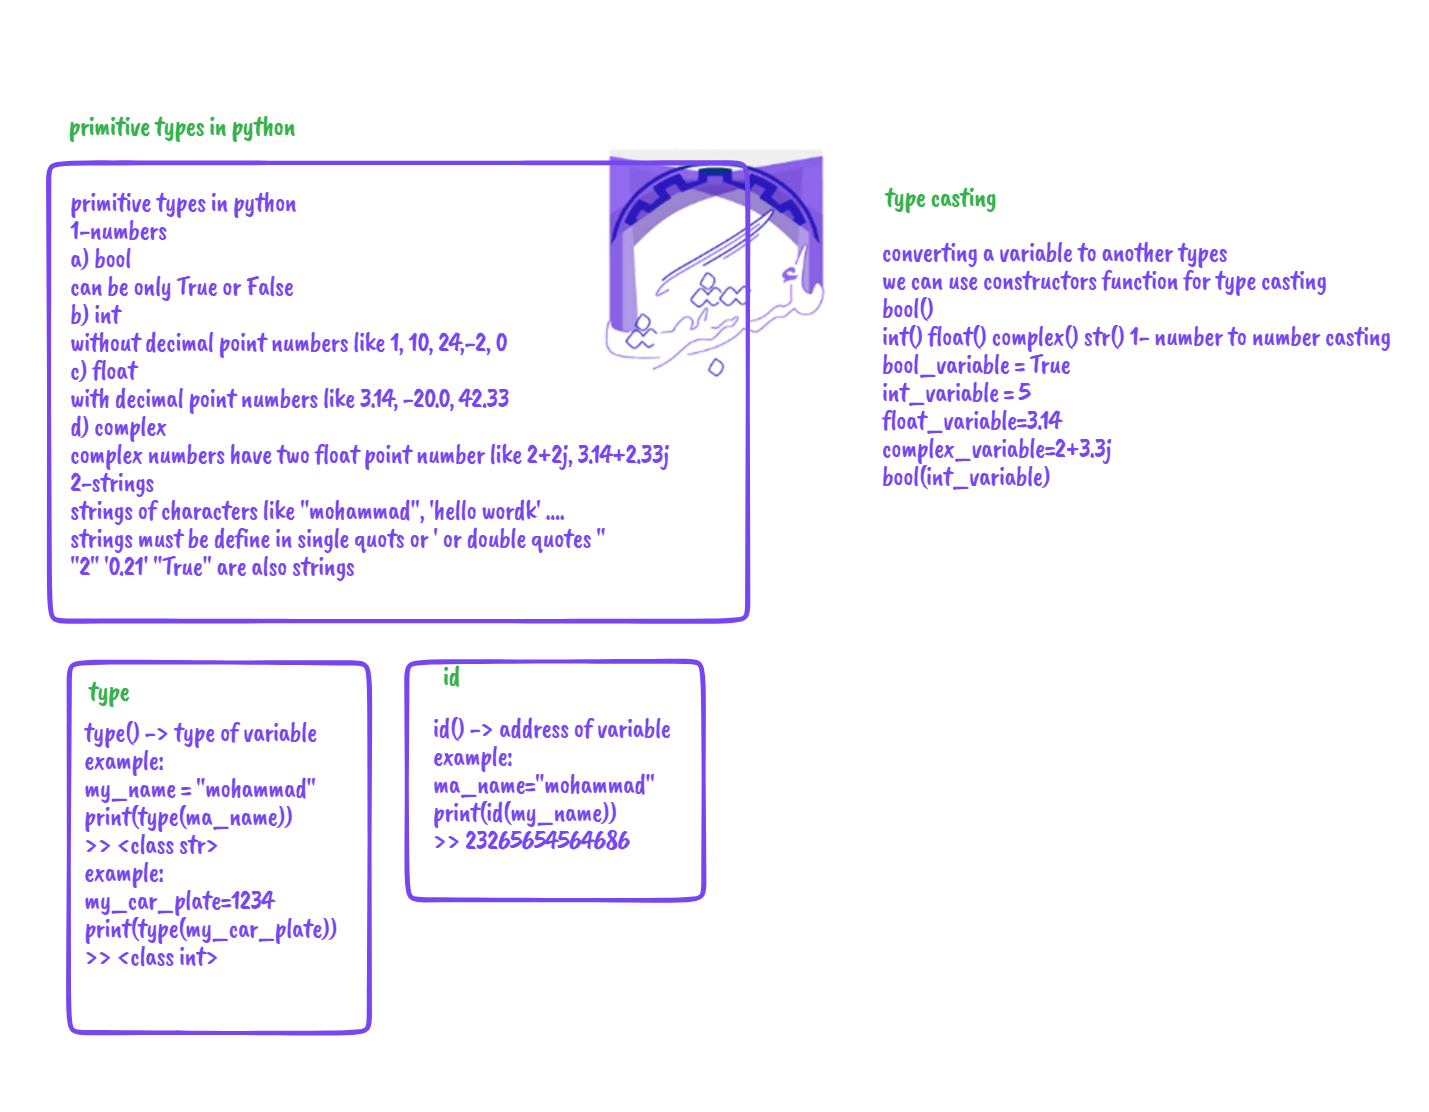 primitive types in python
primitive types in python
1-numbers
a) bool
can be only True or False
b) int
without decimal point numbers like 1, 10, 24,-2, 0
c) float
with decimal point numbers like 3.14, -20.0, 42.33
d) complex
complex numbers have two float point number like 2+2j, 3.14+2.33j
2-strings
strings of characters like "mohammad", 'hello wordk' ....
strings must be define in single quots or ' or double quotes "
"2" '0.21' "True" are also strings
type
type() -> type of variable
example:
my_name = "mohammad"
print(type(ma_name))
>> <class str>
example:
my_car_plate=1234
print(type(my_car_plate))
>> <class int>
id
id() -> address of variable
example:
ma_name="mohammad"
print(id(my_name))
>> 23265654564686
type casting
converting a variable to another types
we can use constructors function for type casting
bool()
int() float() complex() str() 1- number to number casting
bool_variable = True
int_variable = 5
float_variable=3.14
complex_variable=2+3.3j
bool(int_variable)